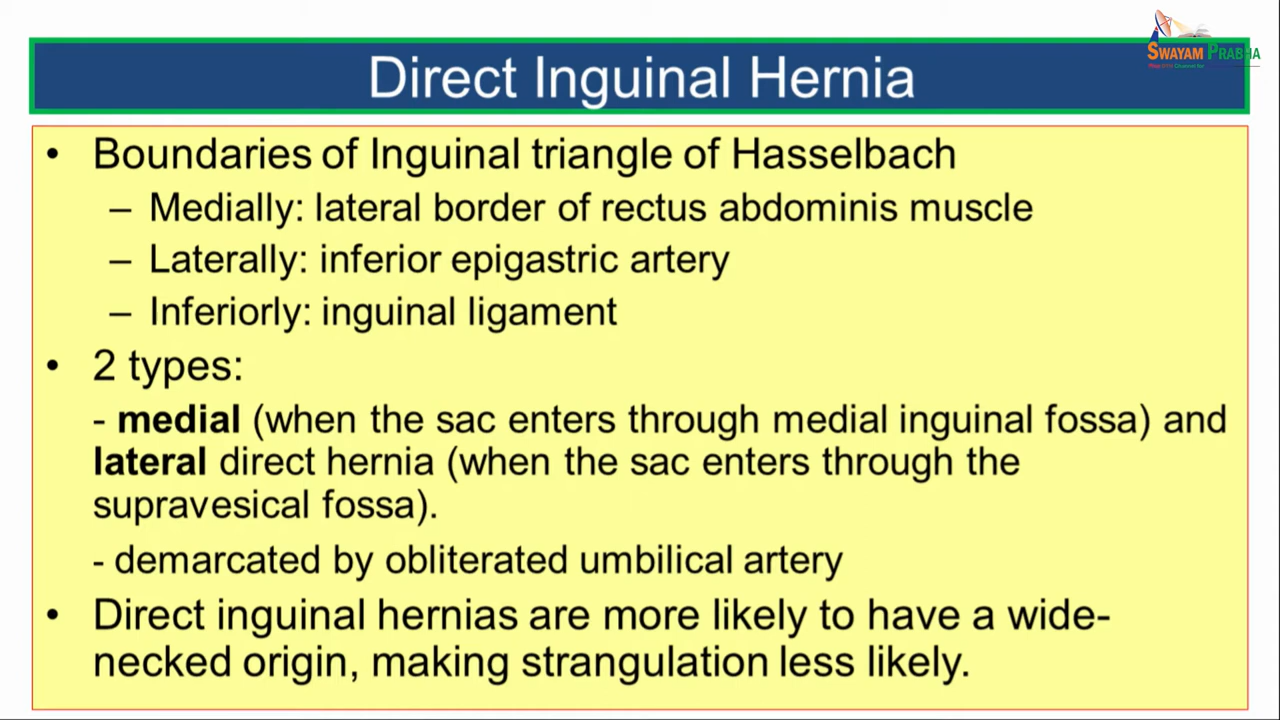 SWAYAM PRABHA
Direct Inguinal Hernia
• Boundaries of Inguinal triangle of Hasselbach
– Medially: lateral border of rectus abdominis muscle
– Laterally: inferior epigastric artery
– Inferiorly: inguinal ligament
• 2 types:
- medial (when the sac enters through medial inguinal fossa) and
lateral direct hernia (when the sac enters through the
supravesical fossa).
- demarcated by obliterated umbilical artery
• Direct inguinal hernias are more likely to have a wide-
necked origin, making strangulation less likely.